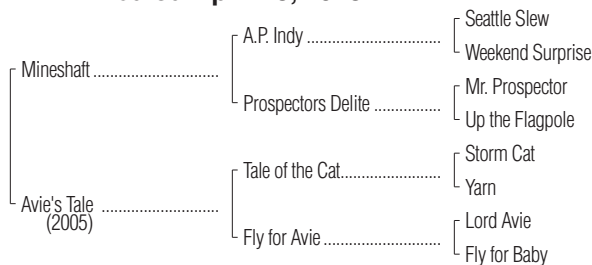 Seattle Slew
A.P. Indy ......................
Weekend Surprise
Mineshaft ..............................
Mr. Prospector
Prospectors Delite ................
Up the Flagpole
Storm Cat
Tale of the Cat........................
Yarn
Avie's Tale ............................
(2005)
Lord Avie
Fly for Avie .....................
Fly for Baby